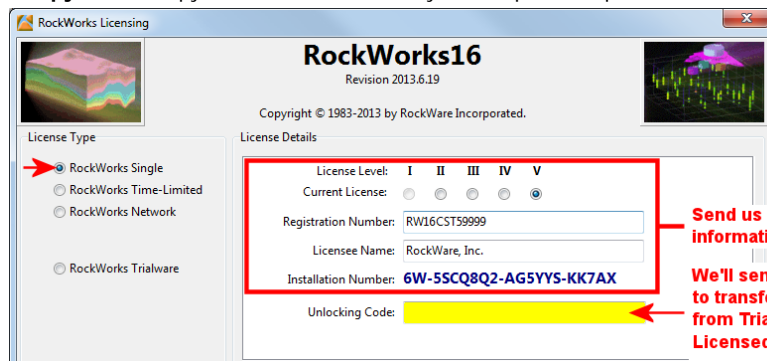 RockWorks Licensing
RockWorks16
Revision 2013.6.19
Copyright © 1983-2013 by RockWare Incorporated.
License Type
RockWorks Single
RockWorks Time-Limited
RockWorks Network
RockWorks Trialware
License Details
License Level: I II III IV V
Current License:
Registration Number: RW16CST59999
Licensee Name: RockWare, Inc.
Installation Number: 6W-5SCQ8Q2-AG5YYS-KK7AX
Unlocking Code:
Send us
informati
We'll sen
to transfe
from Tria
Licensed